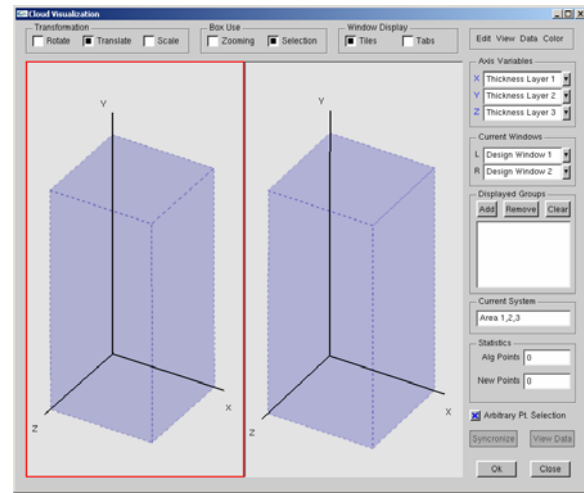 Cloud Visualization
Transformation
Rotate Translate Scale
Box Use
Zooming Selection
Window Display
Tiles Tabs
Edit View Data Color
Axis Variables
X Thickness Layer 1
Y Thickness Layer 2
Z Thickness Layer 3
Current Windows
L Design Window 1
R Design Window 2
Displayed Groups
Add Remove Clear
Current System
Area 1,2,3
Statistics
Alg Points 0
New Points 0
Arbitrary Pt. Selection
Syncronize View Data
Ok Close
Y
X
Z
Y
X
Z